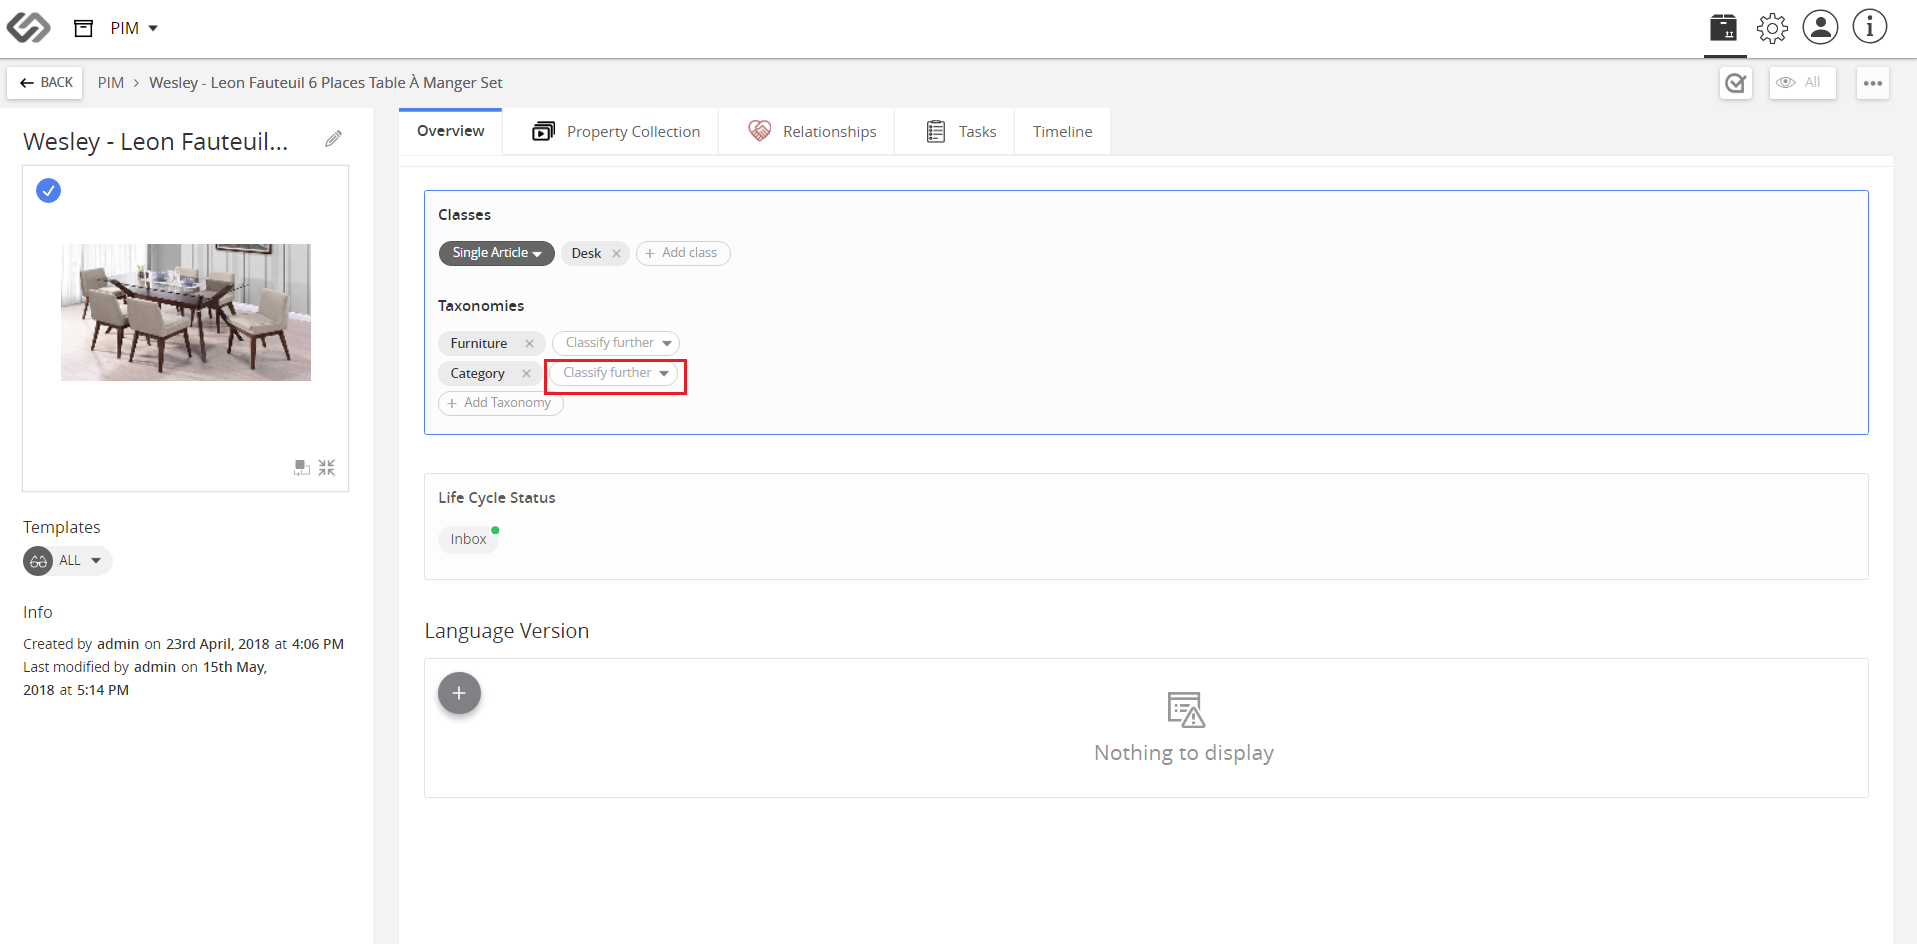 PIM
BACK
PIM > Wesley - Leon Fauteuil 6 Places Table À Manger Set
All
Wesley - Leon Fauteuil...
Templates
ALL
Info
Created by admin on 23rd April, 2018 at 4:06 PM
Last modified by admin on 15th May,
2018 at 5:14 PM
Overview
Property Collection
Relationships
Tasks
Timeline
Classes
Single Article
Desk
+ Add class
Taxonomies
Furniture
Classify further
Category
Classify further
+ Add Taxonomy
Life Cycle Status
Inbox
Language Version
Nothing to display